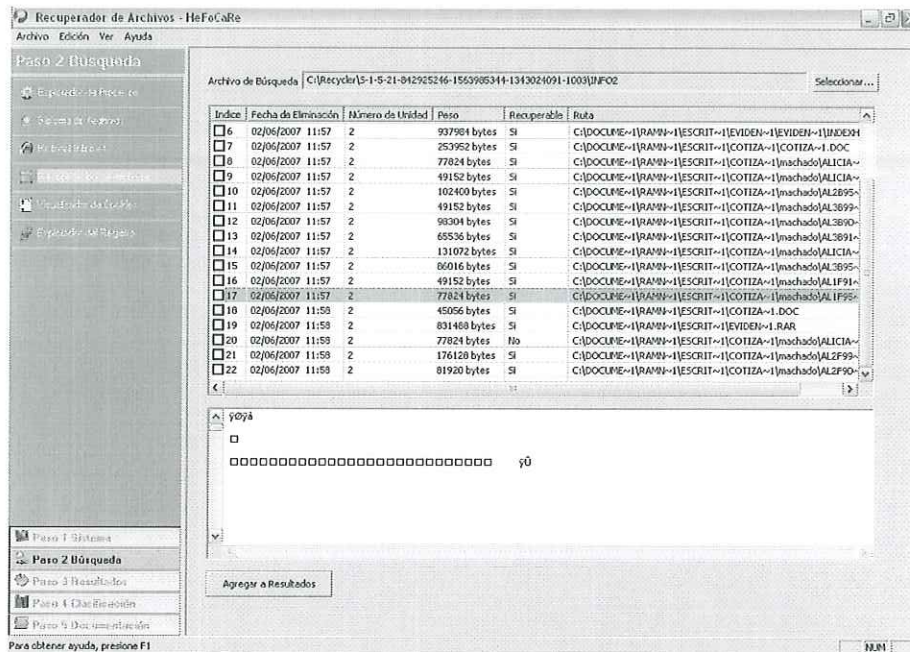 Recuperador de Archivos - HeFoCaRe
Archivo Edición Ver Ayuda
Paso 2 Búsqueda
Archivo de Búsqueda C:\Recycler\S-1-5-21-842925246-1563985344-1343024091-1003\INFO2 Seleccionar...
Indice Fecha de Eliminación Número de Unidad Peso Recuperable Ruta
6 02/06/2007 11:57 2 937984 bytes Si C:\DOCUME~1\RAMN~1\ESCRIT~1\EVIDEN~1\EVIDEN~1\INDEXH
7 02/06/2007 11:57 2 253952 bytes Si C:\DOCUME~1\RAMN~1\ESCRIT~1\COTIZA~1\COTIZA~1.DOC
8 02/06/2007 11:57 2 77824 bytes Si C:\DOCUME~1\RAMN~1\ESCRIT~1\COTIZA~1\machado\ALICIA~
9 02/06/2007 11:57 2 49152 bytes Si C:\DOCUME~1\RAMN~1\ESCRIT~1\COTIZA~1\machado\ALICIA~
10 02/06/2007 11:57 2 102400 bytes Si C:\DOCUME~1\RAMN~1\ESCRIT~1\COTIZA~1\machado\AL2B95~
11 02/06/2007 11:57 2 49152 bytes Si C:\DOCUME~1\RAMN~1\ESCRIT~1\COTIZA~1\machado\AL3B99~
12 02/06/2007 11:57 2 98304 bytes Si C:\DOCUME~1\RAMN~1\ESCRIT~1\COTIZA~1\machado\AL3B9D~
13 02/06/2007 11:57 2 65536 bytes Si C:\DOCUME~1\RAMN~1\ESCRIT~1\COTIZA~1\machado\AL3B91~
14 02/06/2007 11:57 2 131072 bytes Si C:\DOCUME~1\RAMN~1\ESCRIT~1\COTIZA~1\machado\ALICIA~
15 02/06/2007 11:57 2 86016 bytes Si C:\DOCUME~1\RAMN~1\ESCRIT~1\COTIZA~1\machado\AL3B95~
16 02/06/2007 11:57 2 49152 bytes Si C:\DOCUME~1\RAMN~1\ESCRIT~1\COTIZA~1\machado\AL1F91~
17 02/06/2007 11:57 2 77824 bytes Si C:\DOCUME~1\RAMN~1\ESCRIT~1\COTIZA~1\machado\AL1F95~
18 02/06/2007 11:58 2 45056 bytes Si C:\DOCUME~1\RAMN~1\ESCRIT~1\COTIZA~1.DOC
19 02/06/2007 11:58 2 831488 bytes Si C:\DOCUME~1\RAMN~1\ESCRIT~1\EVIDEN~1.RAR
20 02/06/2007 11:58 2 77824 bytes No C:\DOCUME~1\RAMN~1\ESCRIT~1\COTIZA~1\machado\ALICIA~
21 02/06/2007 11:58 2 176128 bytes Si C:\DOCUME~1\RAMN~1\ESCRIT~1\COTIZA~1\machado\AL2F99~
22 02/06/2007 11:58 2 81920 bytes Si C:\DOCUME~1\RAMN~1\ESCRIT~1\COTIZA~1\machado\AL2F9D~
ÿØÿà
ÿÛ
Paso 1 Sistema
Paso 2 Búsqueda
Paso 3 Resultados
Paso 4 Clasificación
Paso 5 Documentación
Agregar a Resultados
Para obtener ayuda, presione F1 NUM